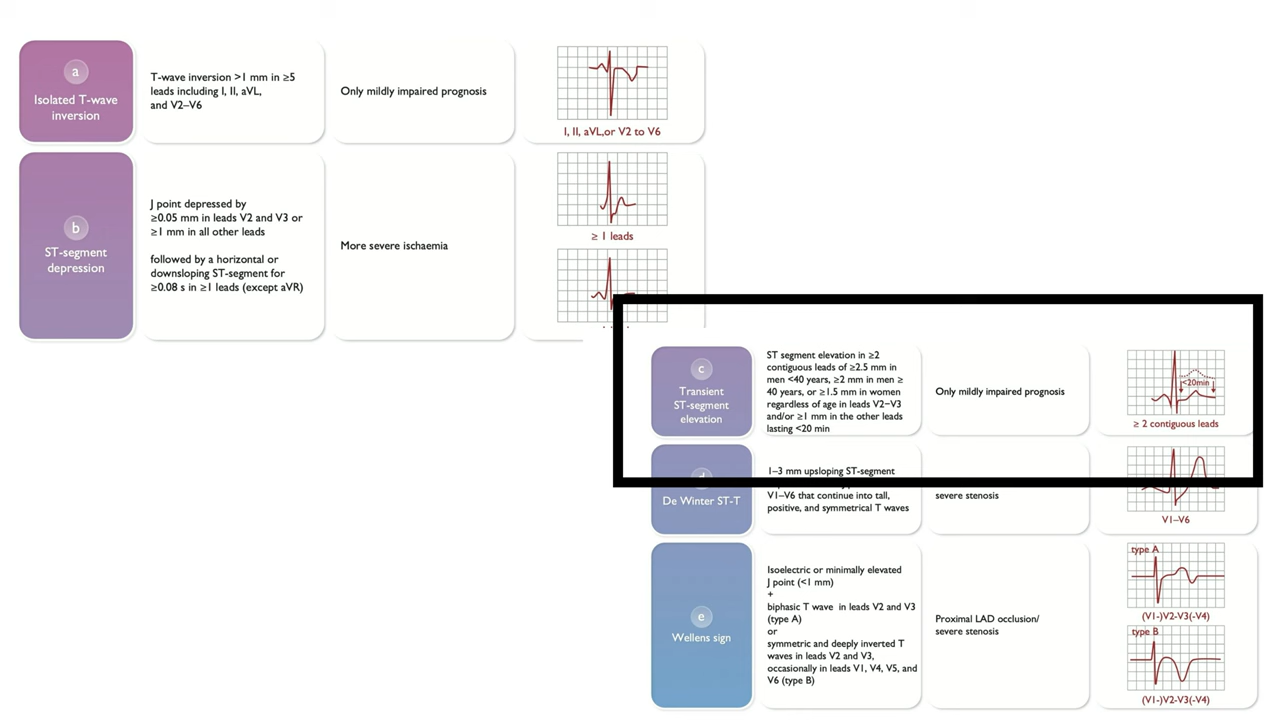 a
Isolated T-wave
inversion
T-wave inversion >1 mm in ≥5
leads including I, II, aVL,
and V2–V6
Only mildly impaired prognosis
I, II, aVL,or V2 to V6
b
ST-segment
depression
J point depressed by
≥0.05 mm in leads V2 and V3 or
≥1 mm in all other leads
followed by a horizontal or
downsloping ST-segment for
≥0.08 s in ≥1 leads (except aVR)
More severe ischaemia
≥ 1 leads
c
Transient
ST-segment
elevation
ST segment elevation in ≥2
contiguous leads of ≥2.5 mm in
men <40 years, ≥2 mm in men ≥
40 years, or ≥1.5 mm in women
regardless of age in leads V2–V3
and/or ≥1 mm in the other leads
lasting <20 min
Only mildly impaired prognosis
<20min
≥ 2 contiguous leads
d
De Winter ST-T
1–3 mm upsloping ST-segment
V1–V6 that continue into tall,
positive, and symmetrical T waves
severe stenosis
V1–V6
e
Wellens sign
Isoelectric or minimally elevated
J point (<1 mm)
+
biphasic T wave in leads V2 and V3
(type A)
or
symmetric and deeply inverted T
waves in leads V2 and V3,
occasionally in leads V1, V4, V5, and
V6 (type B)
Proximal LAD occlusion/
severe stenosis
type A
(V1-)V2-V3(-V4)
type B
(V1-)V2-V3(-V4)